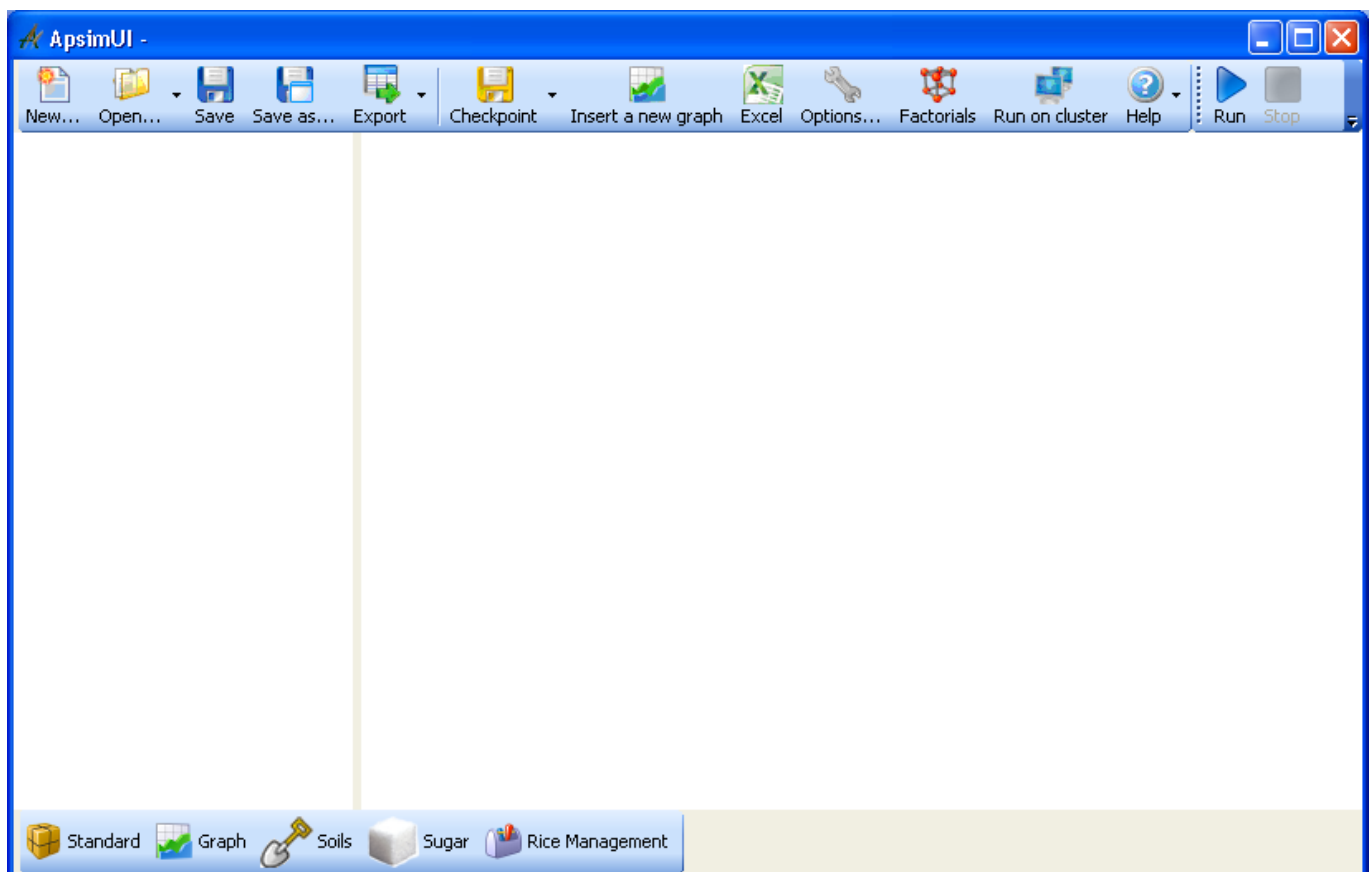 ApsimUI -
New... Open... Save Save as... Export Checkpoint Insert a new graph Excel Options... Factorials Run on cluster Help Run Stop
Standard Graph Soils Sugar Rice Management